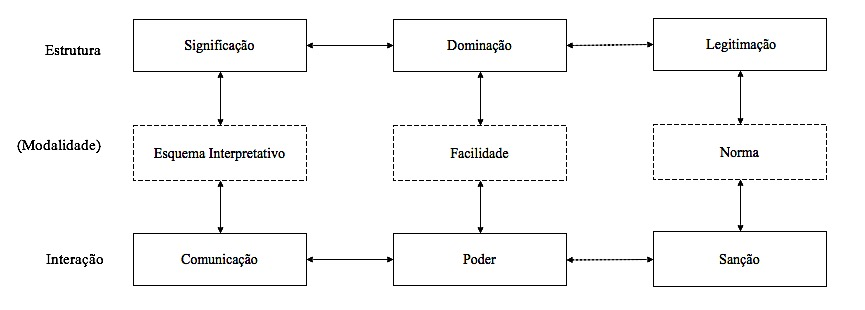 Estrutura
Significação
Dominação
Legitimação
(Modalidade)
Esquema Interpretativo
Facilidade
Norma
Interação
Comunicação
Poder
Sanção